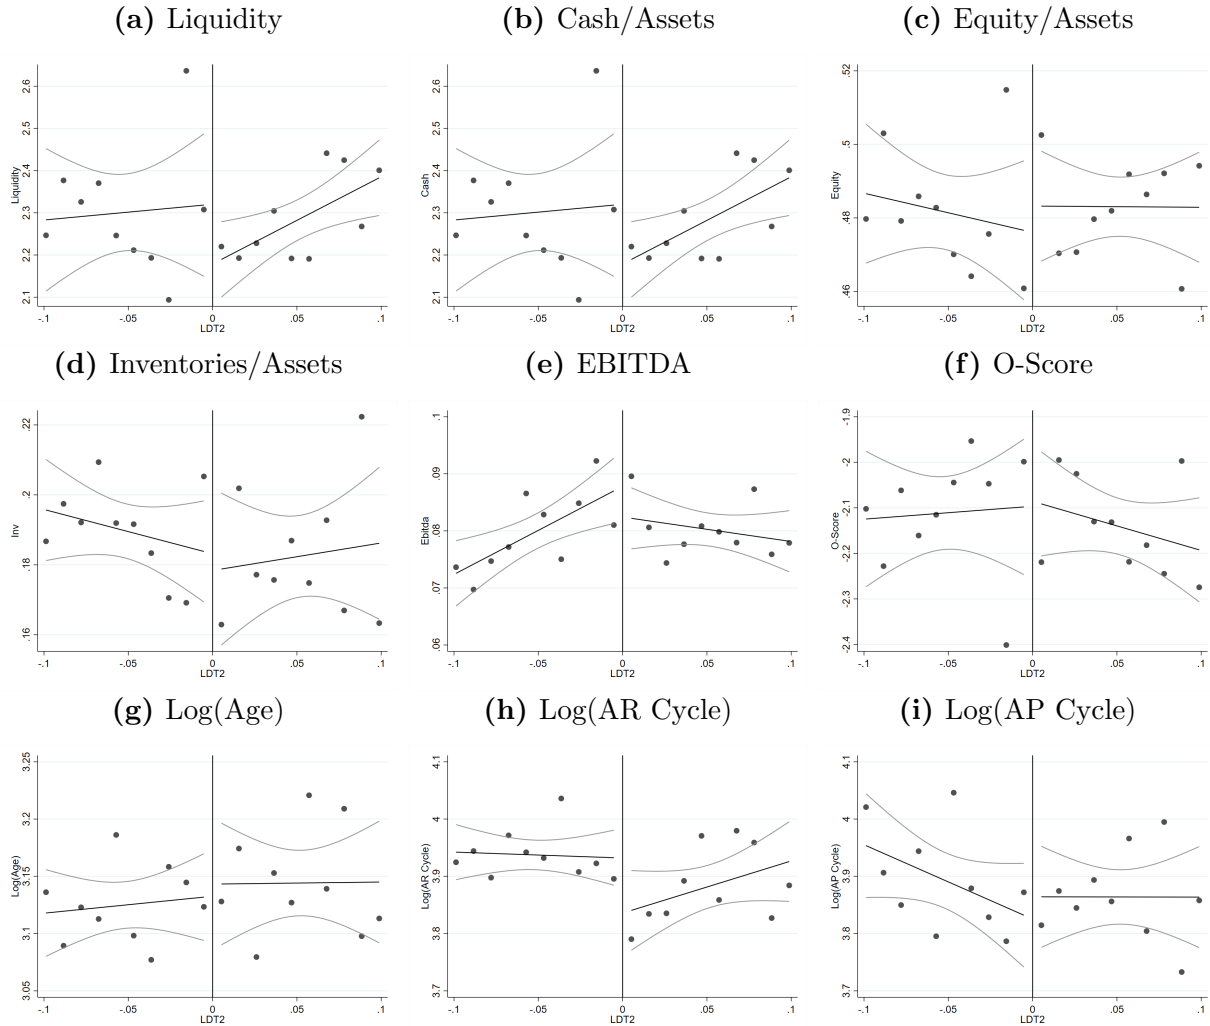 (a) Liquidity
(b) Cash/Assets
(c) Equity/Assets
Liquidity
2.1 2.2 2.3 2.4 2.5 2.6
-.1 -.05 0 .05 .1
LDT2
Cash
2.1 2.2 2.3 2.4 2.5 2.6
-.1 -.05 0 .05 .1
LDT2
Equity
.46 .48 .5 .52
-.1 -.05 0 .05 .1
LDT2
(d) Inventories/Assets
(e) EBITDA
(f) O-Score
Inv
.16 .18 .2 .22
-.1 -.05 0 .05 .1
LDT2
Ebitda
.06 .07 .08 .09 .1
-.1 -.05 0 .05 .1
LDT2
O-Score
-2.4 -2.3 -2.2 -2.1 -2 -1.9
-.1 -.05 0 .05 .1
LDT2
(g) Log(Age)
(h) Log(AR Cycle)
(i) Log(AP Cycle)
Log(Age)
3.05 3.1 3.15 3.2 3.25
-.1 -.05 0 .05 .1
LDT2
Log(AR Cycle)
3.7 3.8 3.9 4 4.1
-.1 -.05 0 .05 .1
LDT2
Log(AP Cycle)
3.7 3.8 3.9 4 4.1
-.1 -.05 0 .05 .1
LDT2